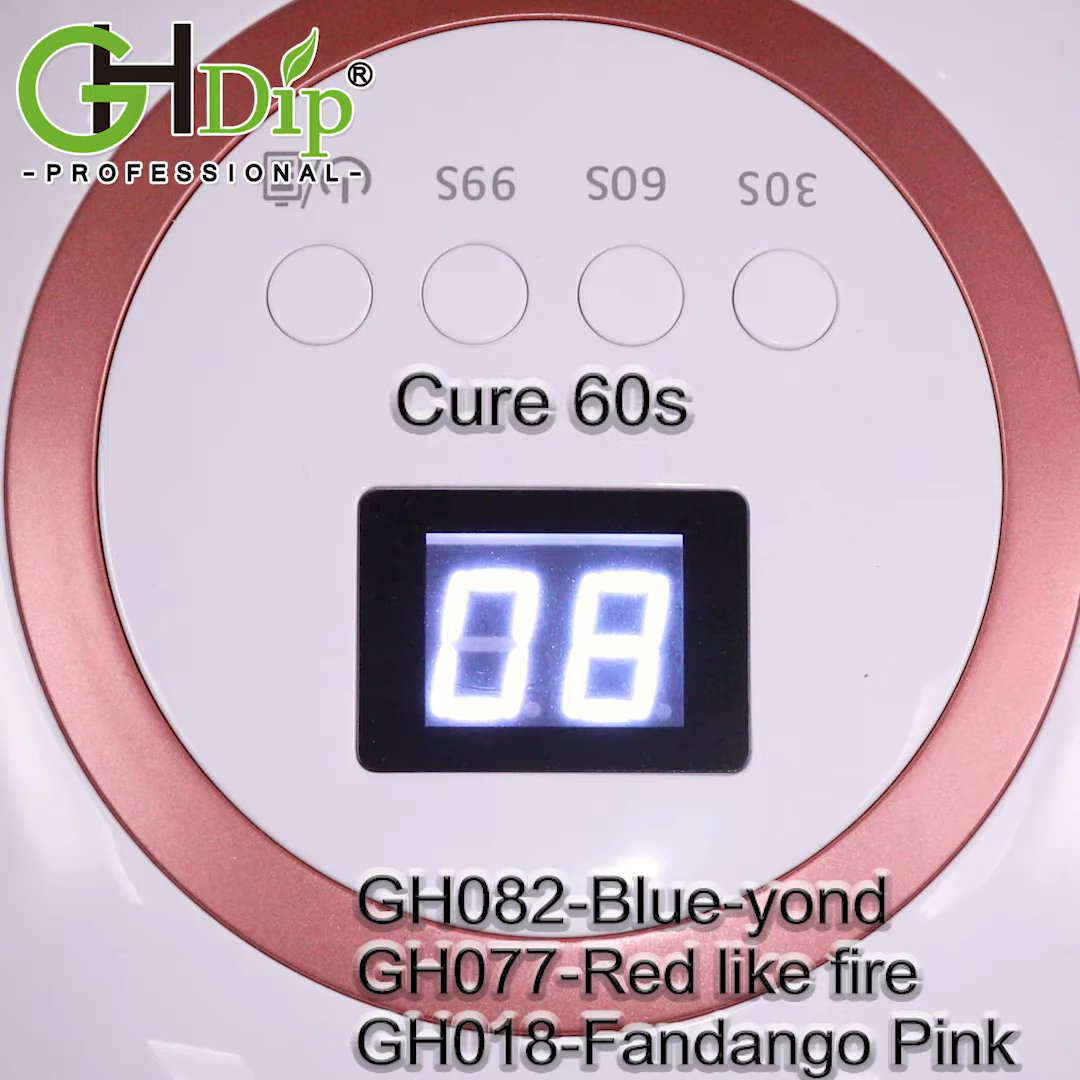 GHDip®
-PROFESSIONAL-
99S 60S 30S
Cure 60s
08
GH082-Blue-yond
GH077-Red like fire
GH018-Fandango Pink